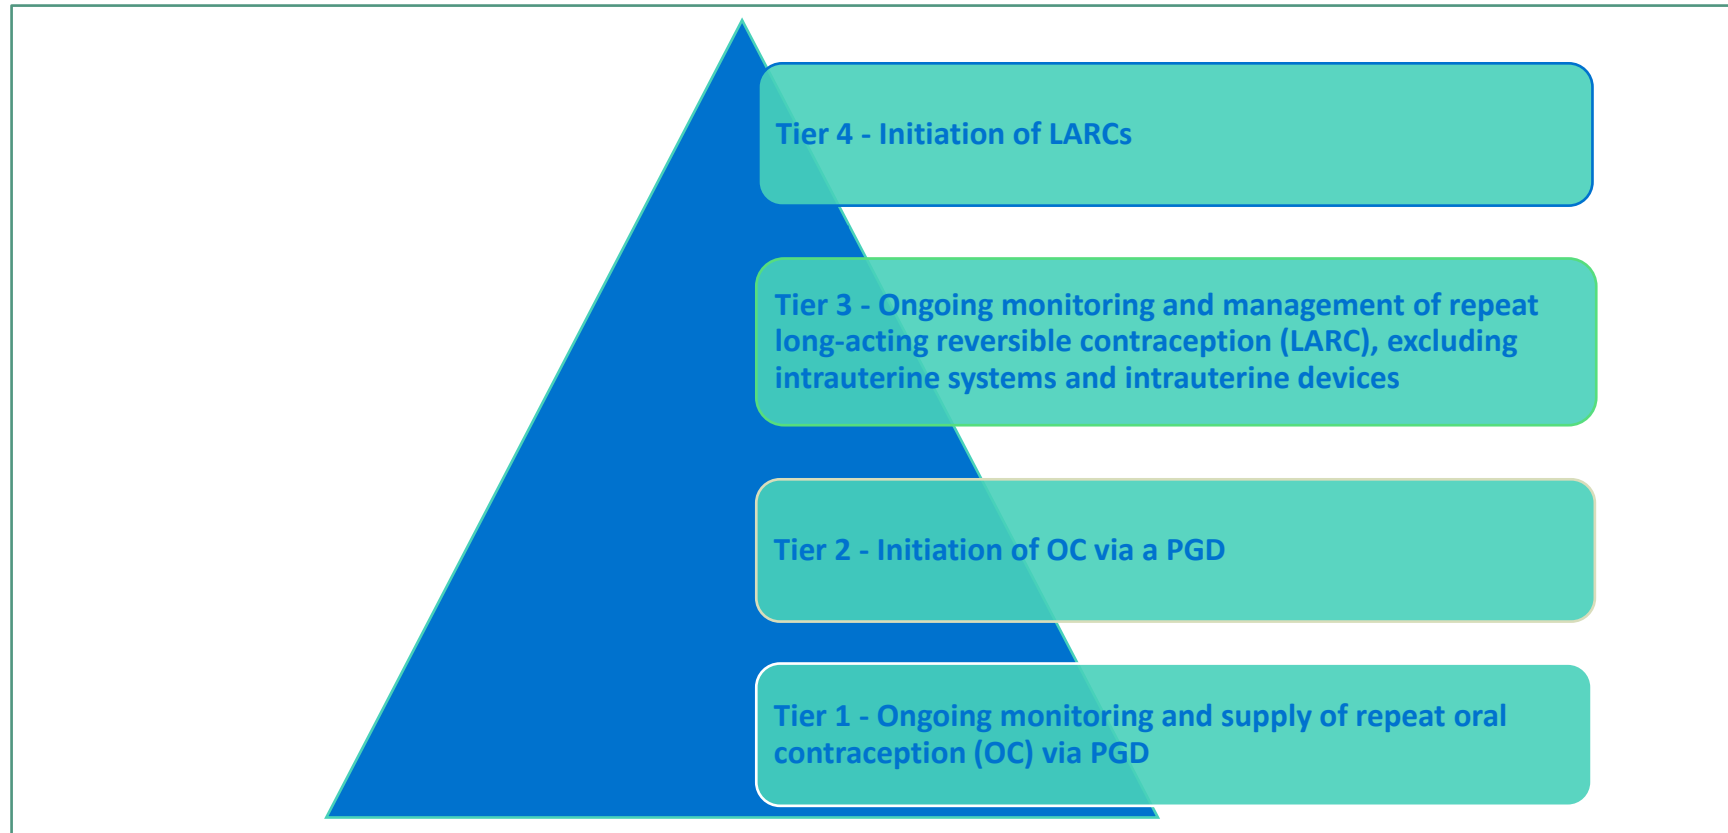 Tier 4 - Initiation of LARCs
Tier 3 - Ongoing monitoring and management of repeat
long-acting reversible contraception (LARC), excluding
intrauterine systems and intrauterine devices
Tier 2 - Initiation of OC via a PGD
Tier 1 - Ongoing monitoring and supply of repeat oral
contraception (OC) via PGD